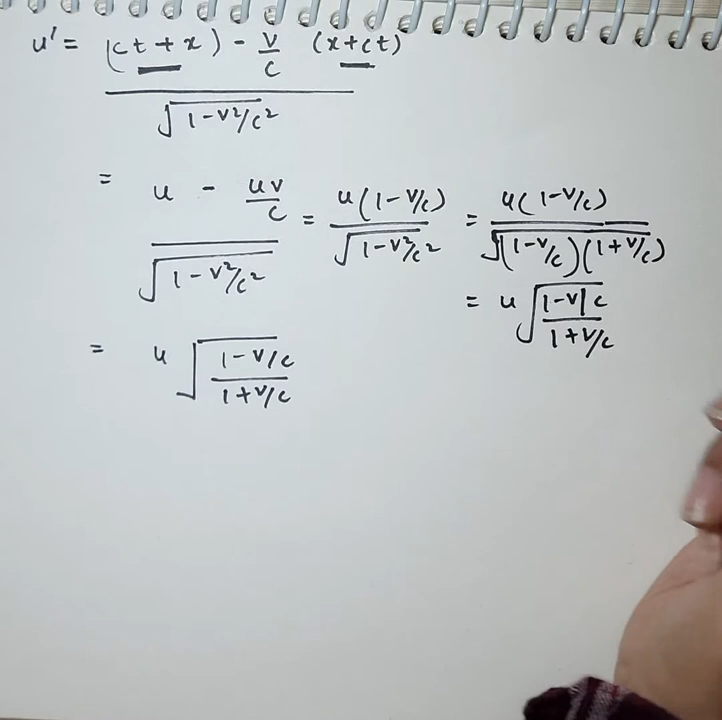 u' = (ct + x) - v/c (x + ct)
√1 - v²/c²
= u - uv/c = u(1 - v/c) = u(1 - v/c)
√1 - v²/c² √1 - v²/c² √(1 - v/c)(1 + v/c)
= u √1 - v/c
1 + v/c
= u √1 - v/c
1 + v/c